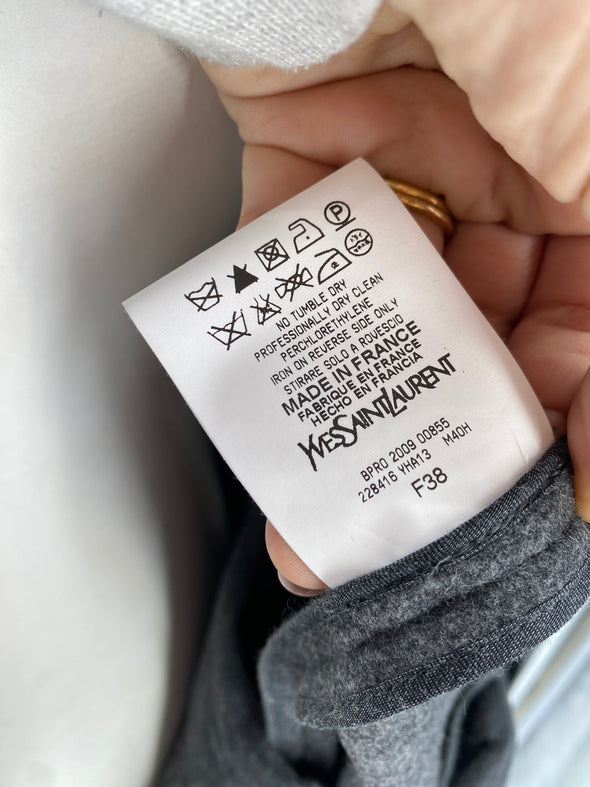 P
NO TUMBLE DRY
PROFESSIONALLY DRY CLEAN
PERCHLORETHYLENE
IRON ON REVERSE SIDE ONLY
STIRARE SOLO A ROVESCIO
MADE IN FRANCE
FABRIQUE EN FRANCE
HECHO EN FRANCIA
YVESSAINTLAURENT
BPRO 2009 00855
228416 YHA13 M40H
F38